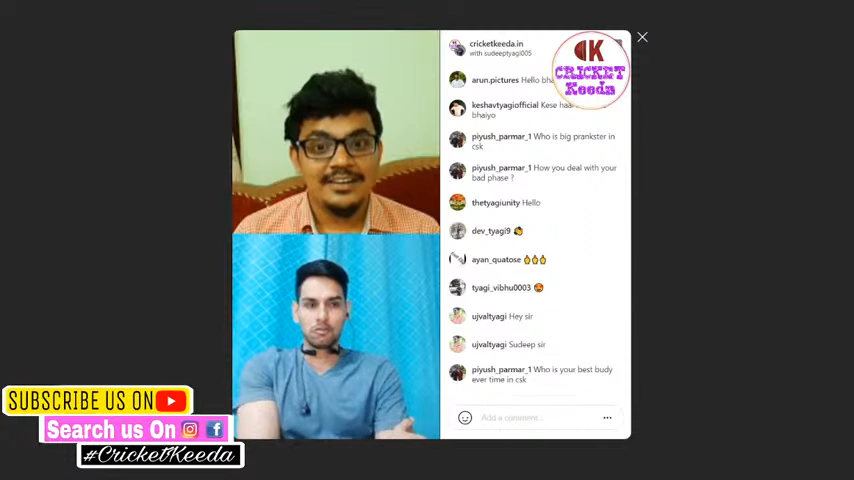 cricketkeeda.in
with sudeeptyagi005
CK
CRICKET
Keeda
arun.pictures Hello bha
keshavtyagiofficial Kese haa
bhaiyo
piyush_parmar_1 Who is big prankster in
csk
piyush_parmar_1 How you deal with your
bad phase ?
thetyagiunity Hello
dev_tyagi9
ayan_quatose
tyagi_vibhu0003
ujvaltyagi Hey sir
ujvaltyagi Sudeep sir
piyush_parmar_1 Who is your best budy
ever time in csk
Add a comment...
SUBSCRIBE US ON
Search us On
#CricketKeeda